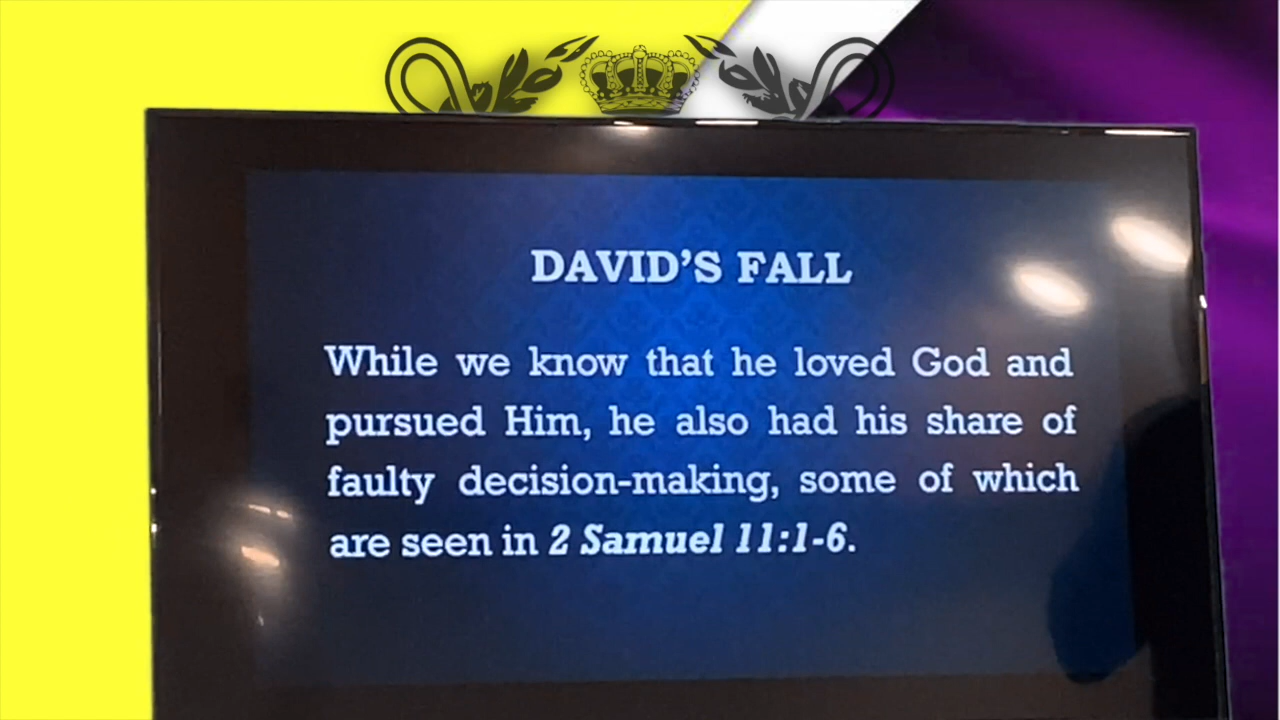 DAVID'S FALL
While we know that he loved God and
pursued Him, he also had his share of
faulty decision-making, some of which
are seen in 2 Samuel 11:1-6.